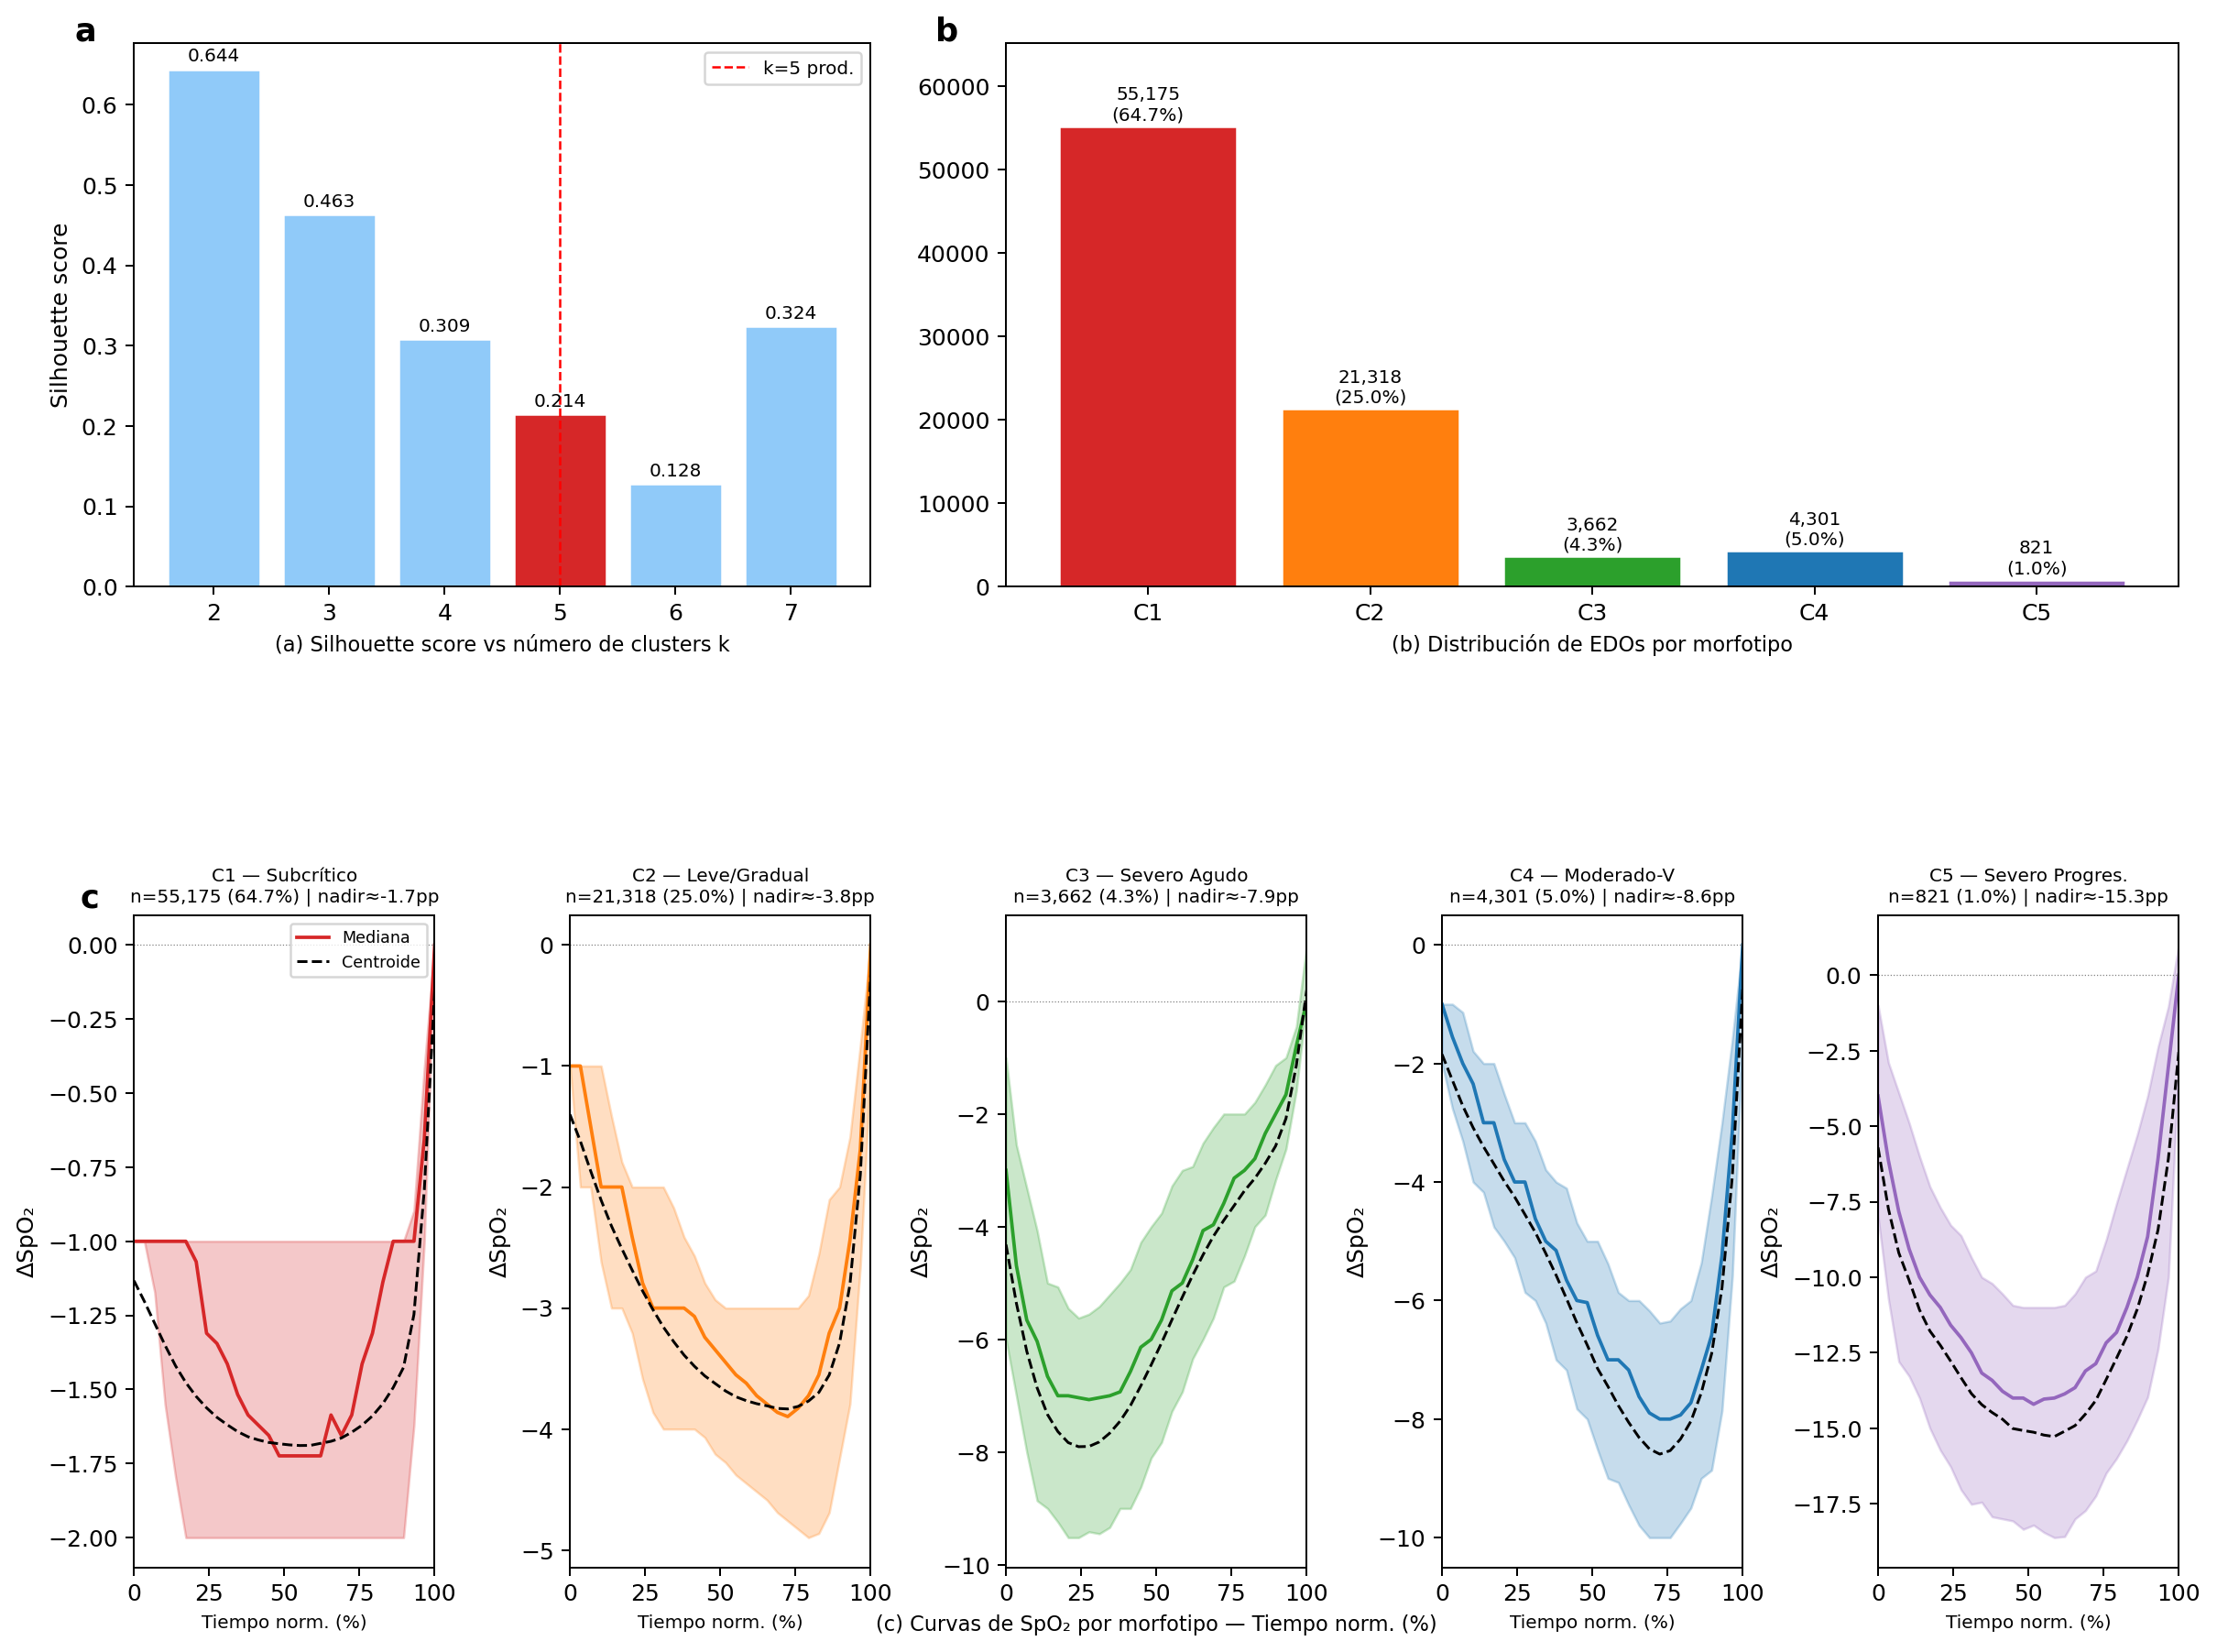 a
0.644
0.463
0.309
0.214
0.128
0.324
k=5 prod.
Silhouette score
0.6
0.5
0.4
0.3
0.2
0.1
0.0
2 3 4 5 6 7
(a) Silhouette score vs número de clusters k
b
60000
50000
40000
30000
20000
10000
0
55,175
(64.7%)
21,318
(25.0%)
3,662
(4.3%)
4,301
(5.0%)
821
(1.0%)
C1 C2 C3 C4 C5
(b) Distribución de EDOs por morfotipo
c
C1 — Subcrítico
n=55,175 (64.7%) | nadir≈-1.7pp
Mediana
Centroide
ΔSpO₂
0.00
−0.25
−0.50
−0.75
−1.00
−1.25
−1.50
−1.75
−2.00
0 25 50 75 100
Tiempo norm. (%)
C2 — Leve/Gradual
n=21,318 (25.0%) | nadir≈-3.8pp
ΔSpO₂
0
−1
−2
−3
−4
−5
0 25 50 75 100
Tiempo norm. (%)
C3 — Severo Agudo
n=3,662 (4.3%) | nadir≈-7.9pp
ΔSpO₂
0
−2
−4
−6
−8
−10
0 25 50 75 100
(c) Curvas de SpO₂ por morfotipo — Tiempo norm. (%)
C4 — Moderado-V
n=4,301 (5.0%) | nadir≈-8.6pp
ΔSpO₂
0
−2
−4
−6
−8
−10
0 25 50 75 100
Tiempo norm. (%)
C5 — Severo Progres.
n=821 (1.0%) | nadir≈-15.3pp
ΔSpO₂
0.0
−2.5
−5.0
−7.5
−10.0
−12.5
−15.0
−17.5
0 25 50 75 100
Tiempo norm. (%)